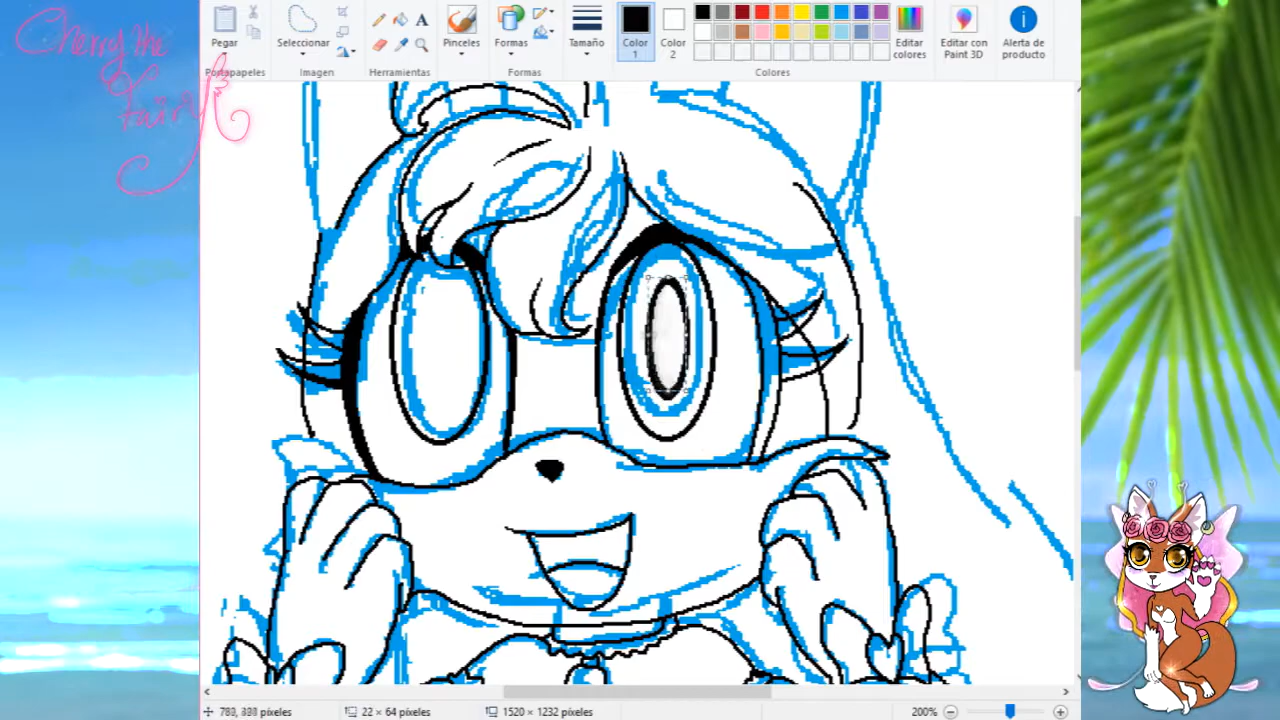 Cherry the
Fairy
Pegar
Portapapeles
Seleccionar
Imagen
A
Herramientas
Pinceles
Formas
Formas
Tamaño
Color
1
Color
2
Editar
colores
Colores
Editar con
Paint 3D
Alerta de
producto
22 × 64 píxeles
1520 × 1232 píxeles
200%